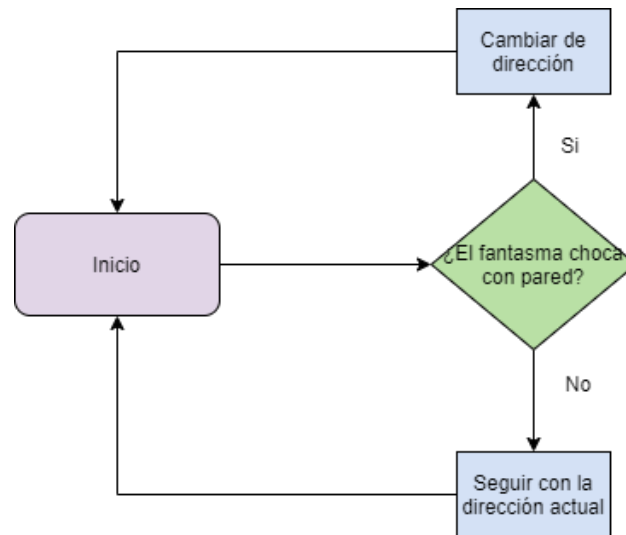 Cambiar de
dirección
Si
Inicio
¿El fantasma choca
con pared?
No
Seguir con la
dirección actual